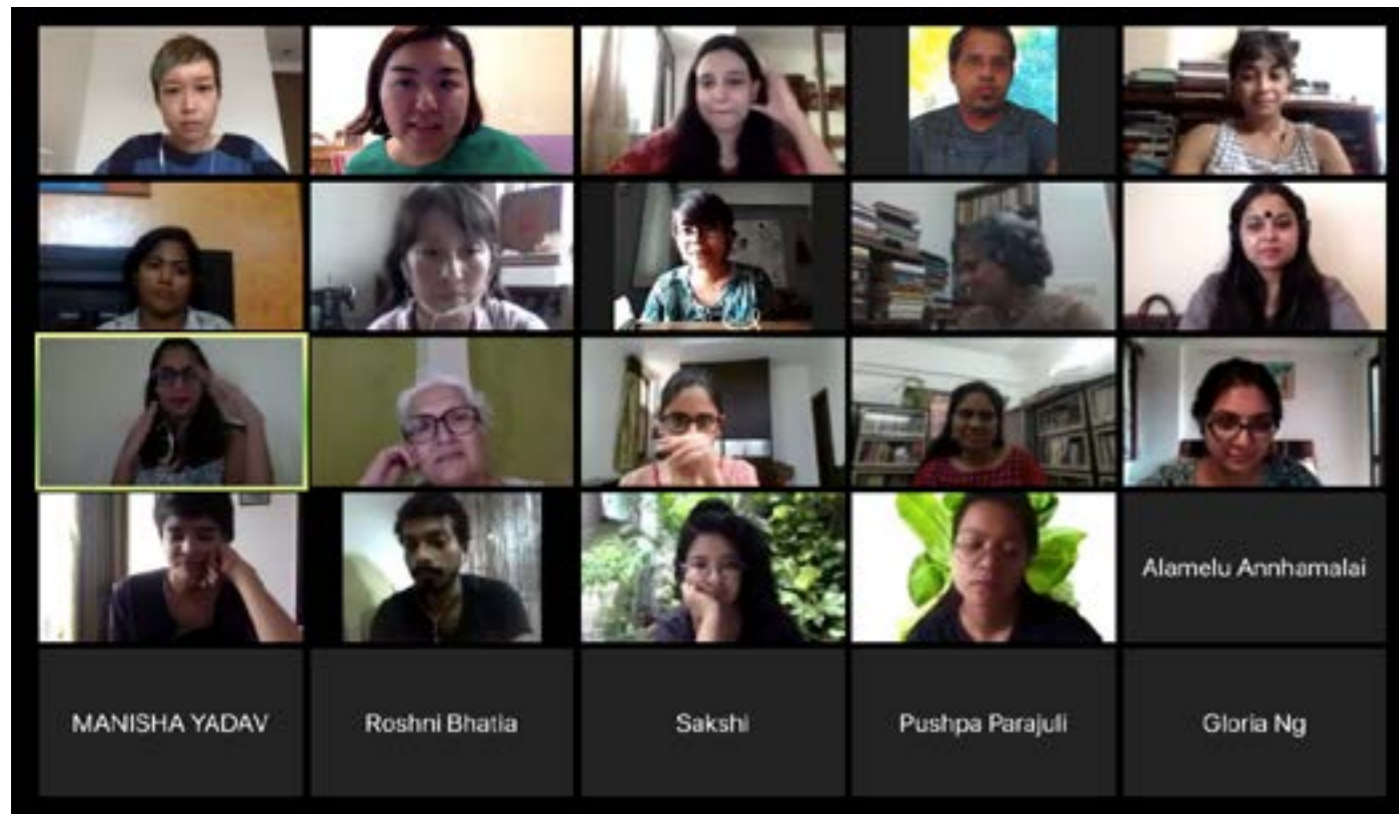 Alamelu Annhamalai
MANISHA YADAV
Roshni Bhatia
Sakshi
Pushpa Parajuli
Gloria Ng